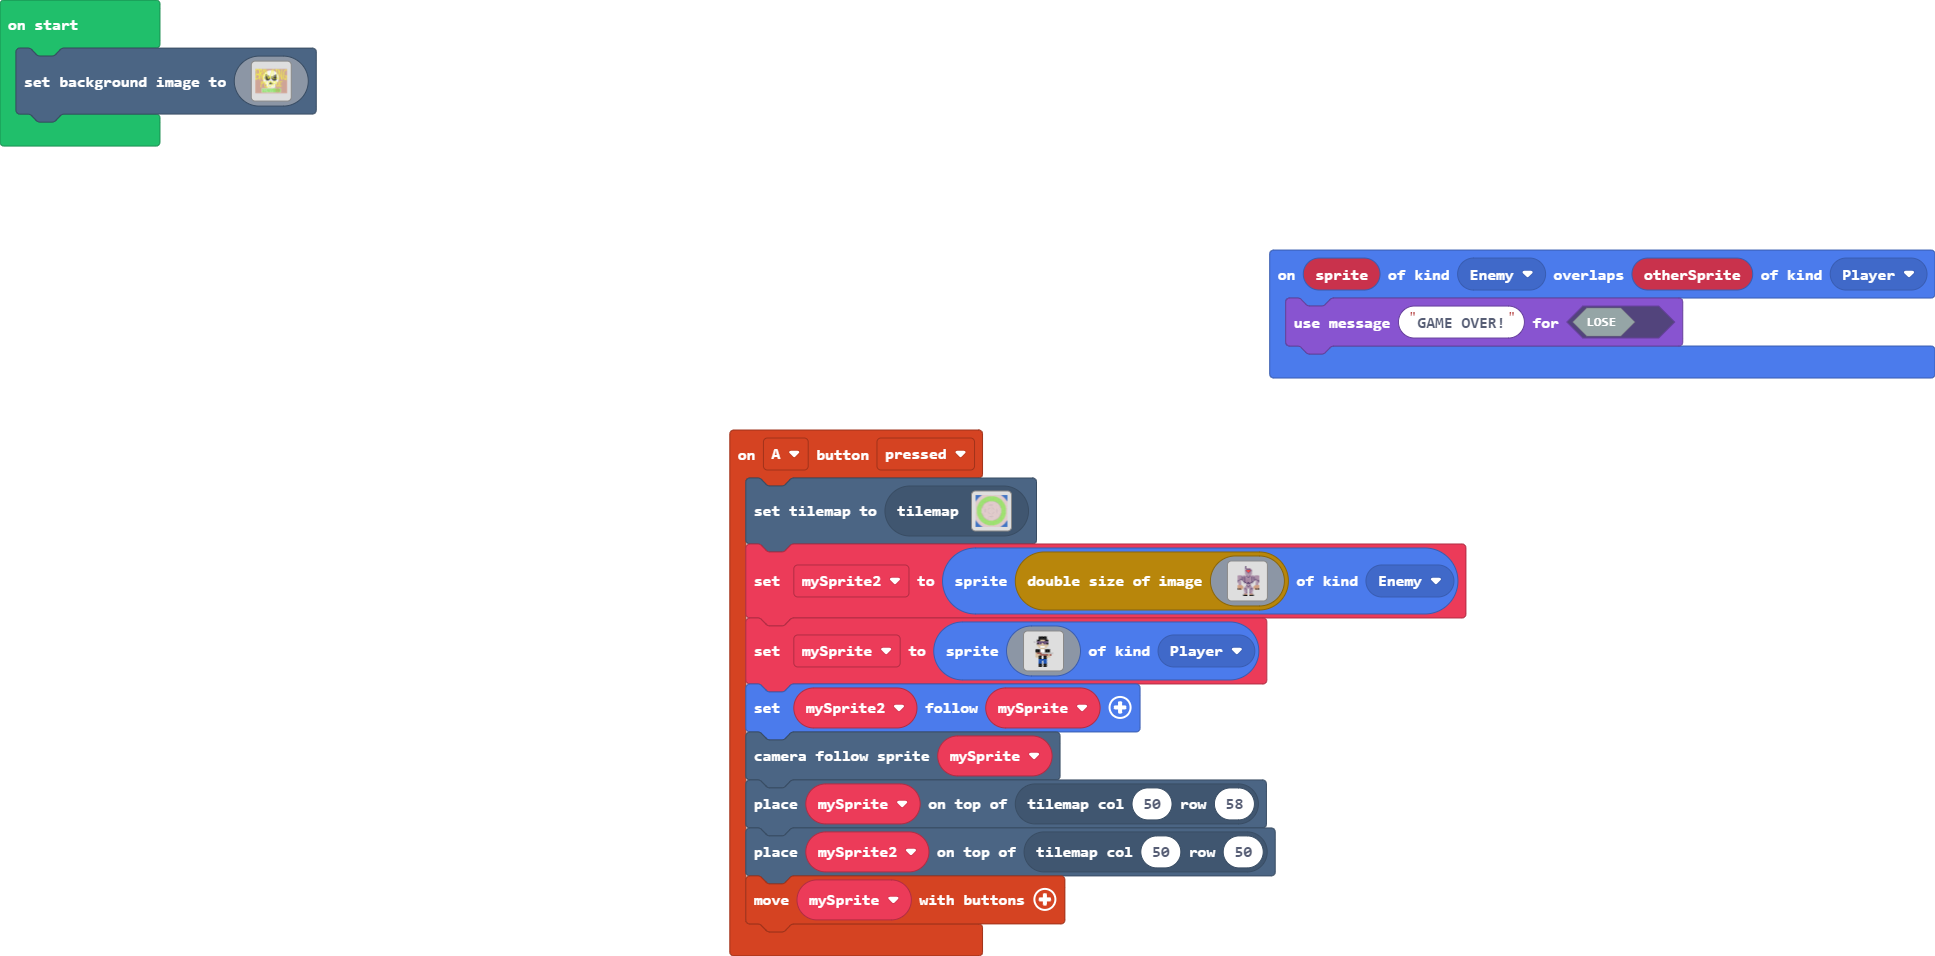 on start
set background image to
on sprite of kind Enemy overlaps otherSprite of kind Player
use message "GAME OVER!" for LOSE
on A button pressed
set tilemap to tilemap
set mySprite2 to sprite double size of image of kind Enemy
set mySprite to sprite of kind Player
set mySprite2 follow mySprite
camera follow sprite mySprite
place mySprite on top of tilemap col 50 row 58
place mySprite2 on top of tilemap col 50 row 50
move mySprite with buttons